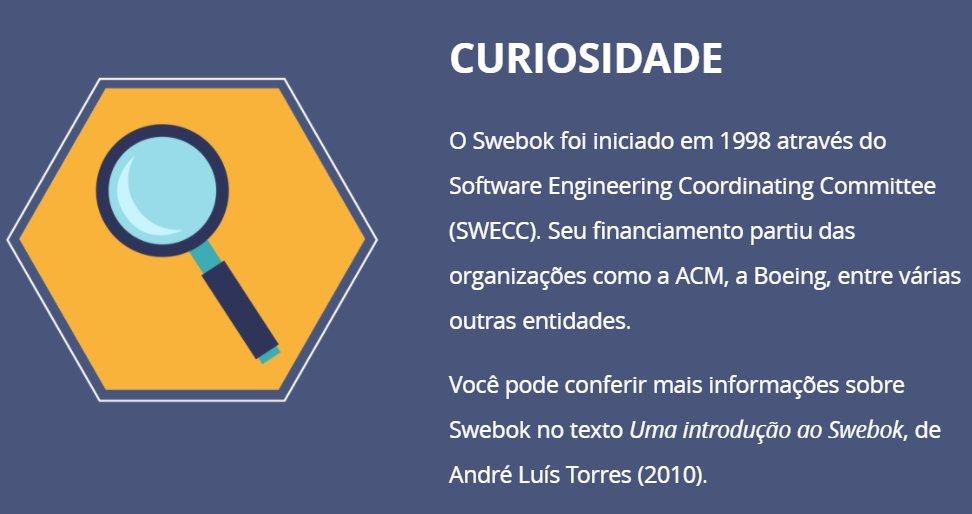 CURIOSIDADE
O Swebok foi iniciado em 1998 através do
Software Engineering Coordinating Committee
(SWECC). Seu financiamento partiu das
organizações como a ACM, a Boeing, entre várias
outras entidades.
Você pode conferir mais informações sobre
Swebok no texto Uma introdução ao Swebok, de
André Luís Torres (2010).